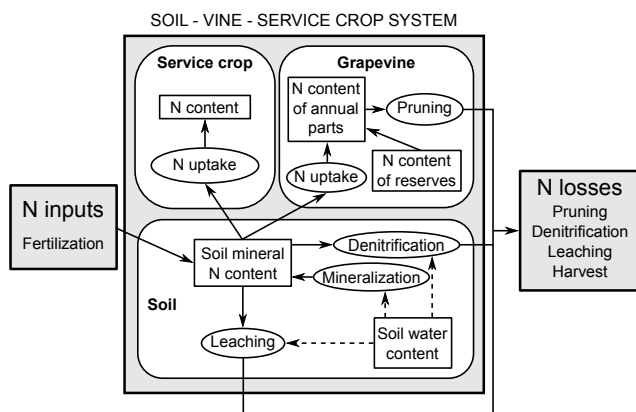 SOIL - VINE - SERVICE CROP SYSTEM
Service crop
N content
N uptake
Grapevine
N content
of annual
parts
Pruning
N uptake
N content
of reserves
N inputs
Fertilization
N losses
Pruning
Denitrification
Leaching
Harvest
Soil mineral
N content
Denitrification
Mineralization
Soil
Leaching
Soil water
content